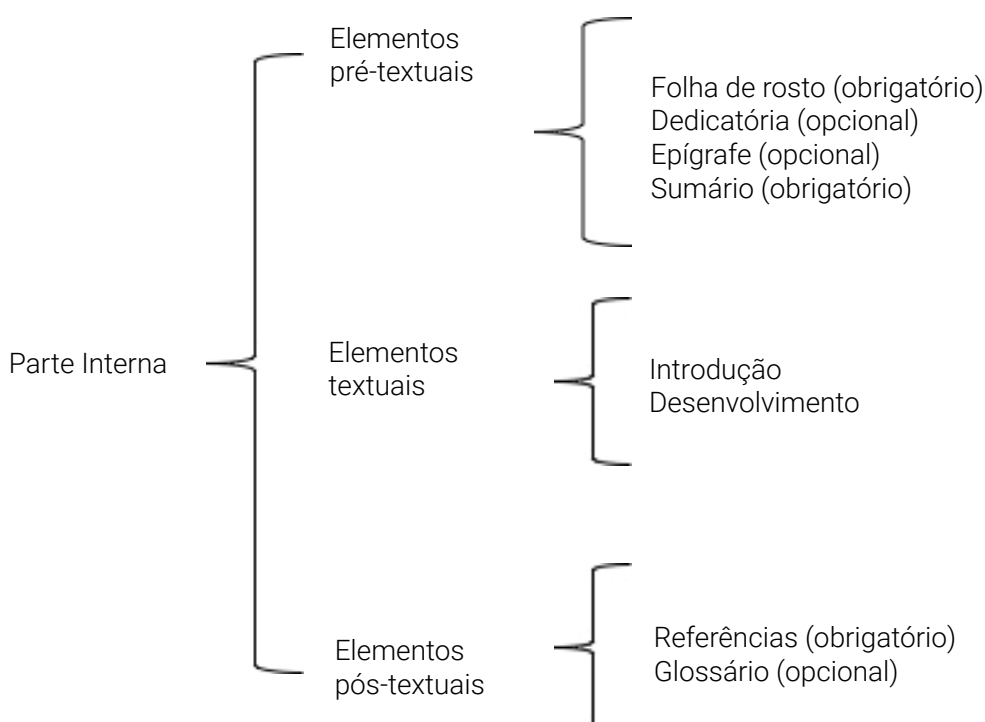 Elementos
pré-textuais
Folha de rosto (obrigatório)
Dedicatória (opcional)
Epígrafe (opcional)
Sumário (obrigatório)
Parte Interna
Elementos
textuais
Introdução
Desenvolvimento
Elementos
pós-textuais
Referências (obrigatório)
Glossário (opcional)